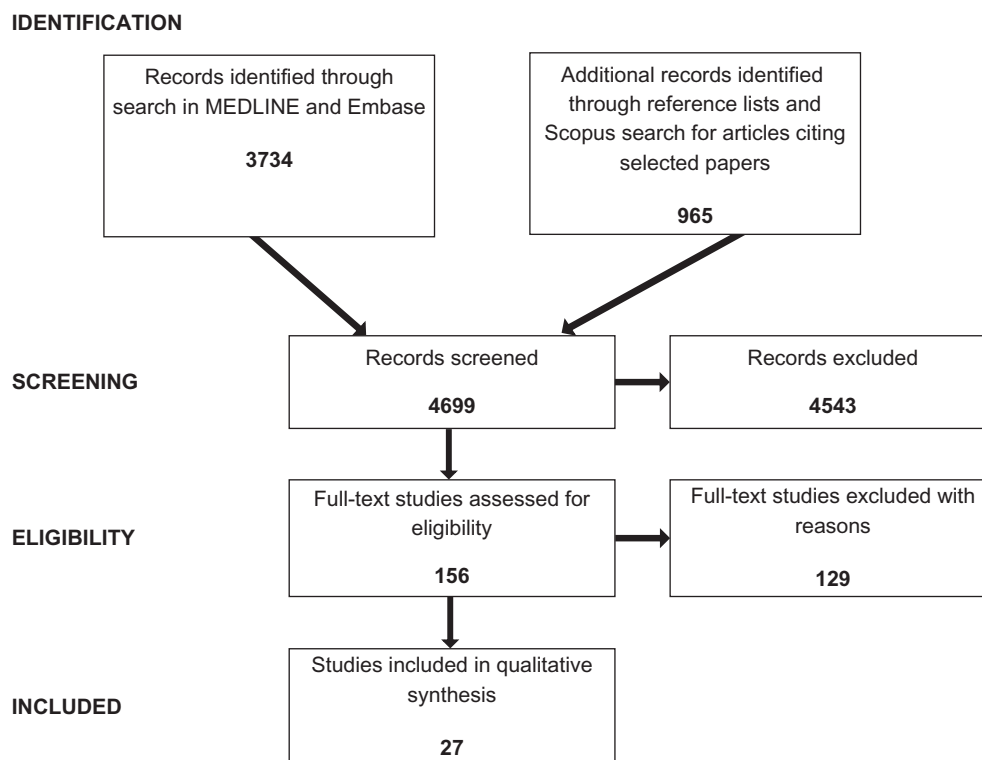 IDENTIFICATION
Records identified through
search in MEDLINE and Embase
3734
Additional records identified
through reference lists and
Scopus search for articles citing
selected papers
965
SCREENING
Records screened
4699
Records excluded
4543
ELIGIBILITY
Full-text studies assessed for
eligibility
156
Full-text studies excluded with
reasons
129
INCLUDED
Studies included in qualitative
synthesis
27